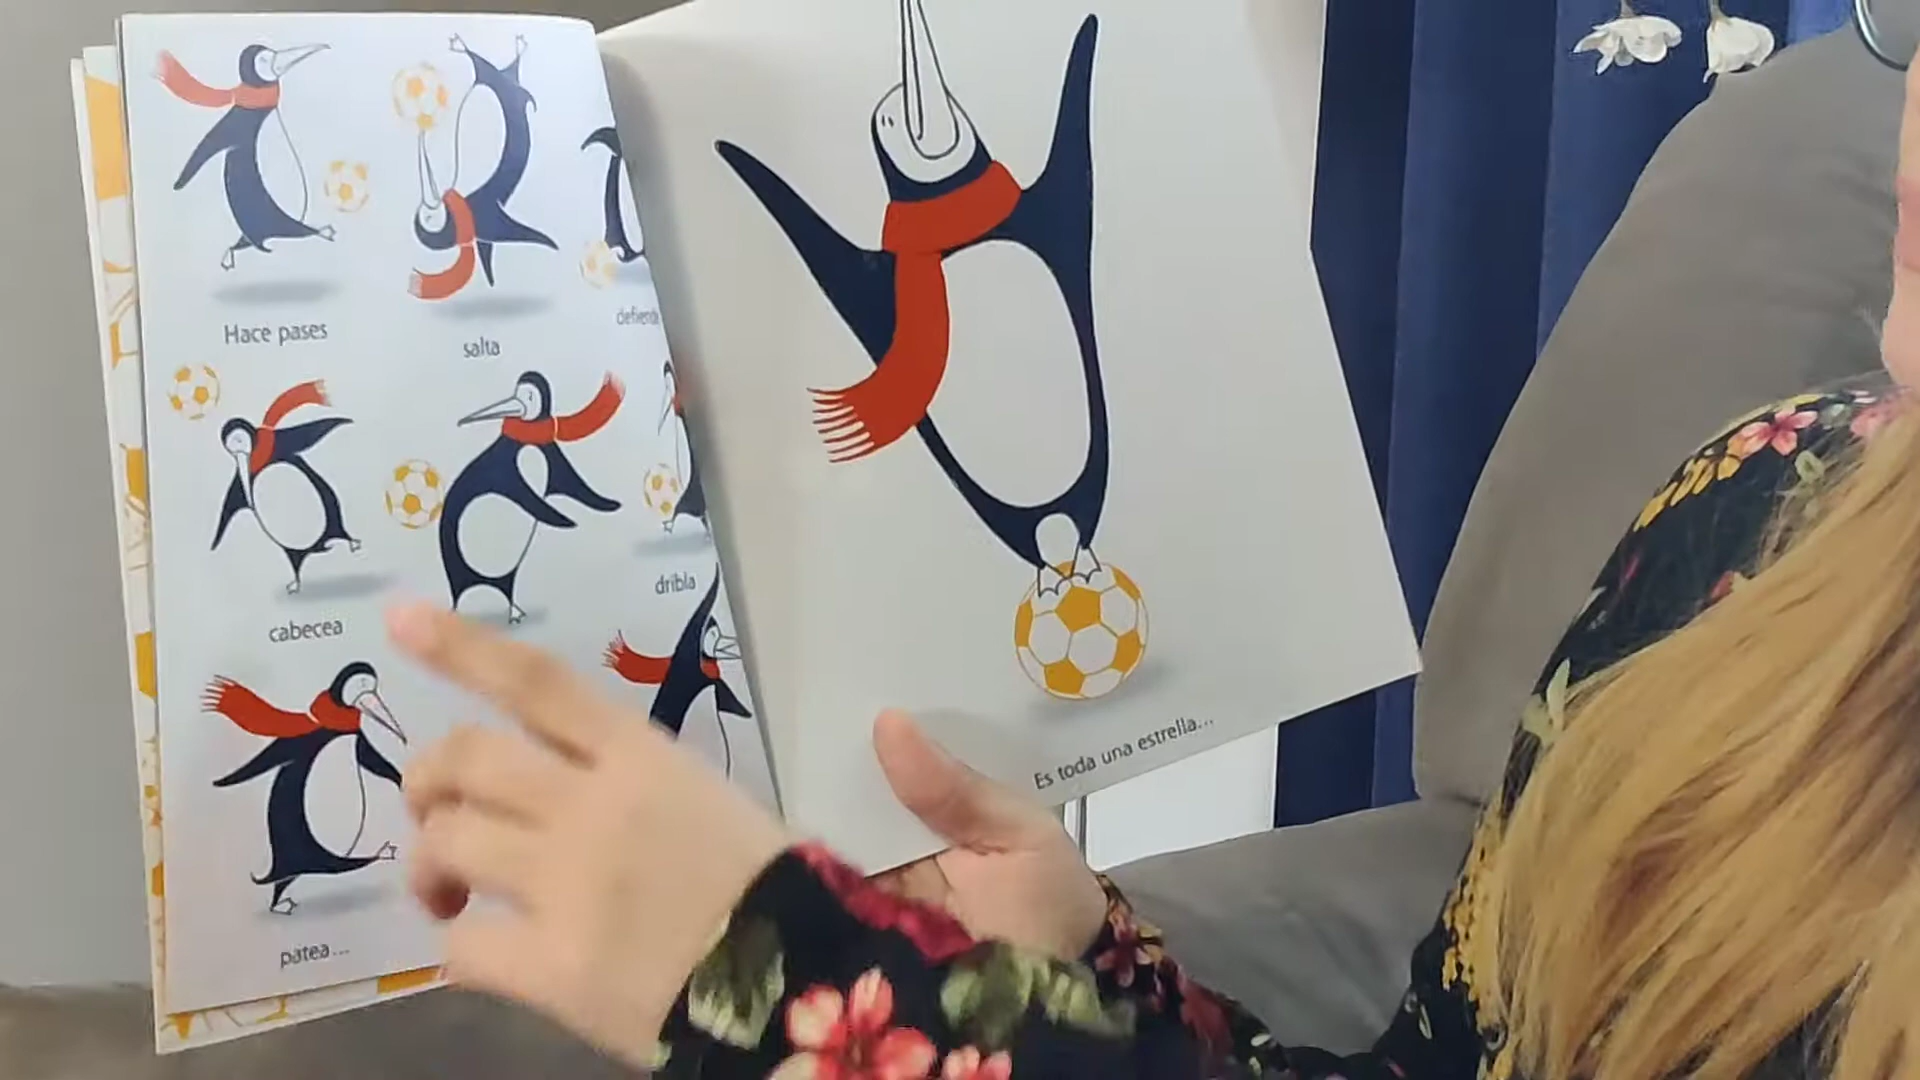 Hace pases
salta
cabecea
dribla
patea...
Es toda una estrella...